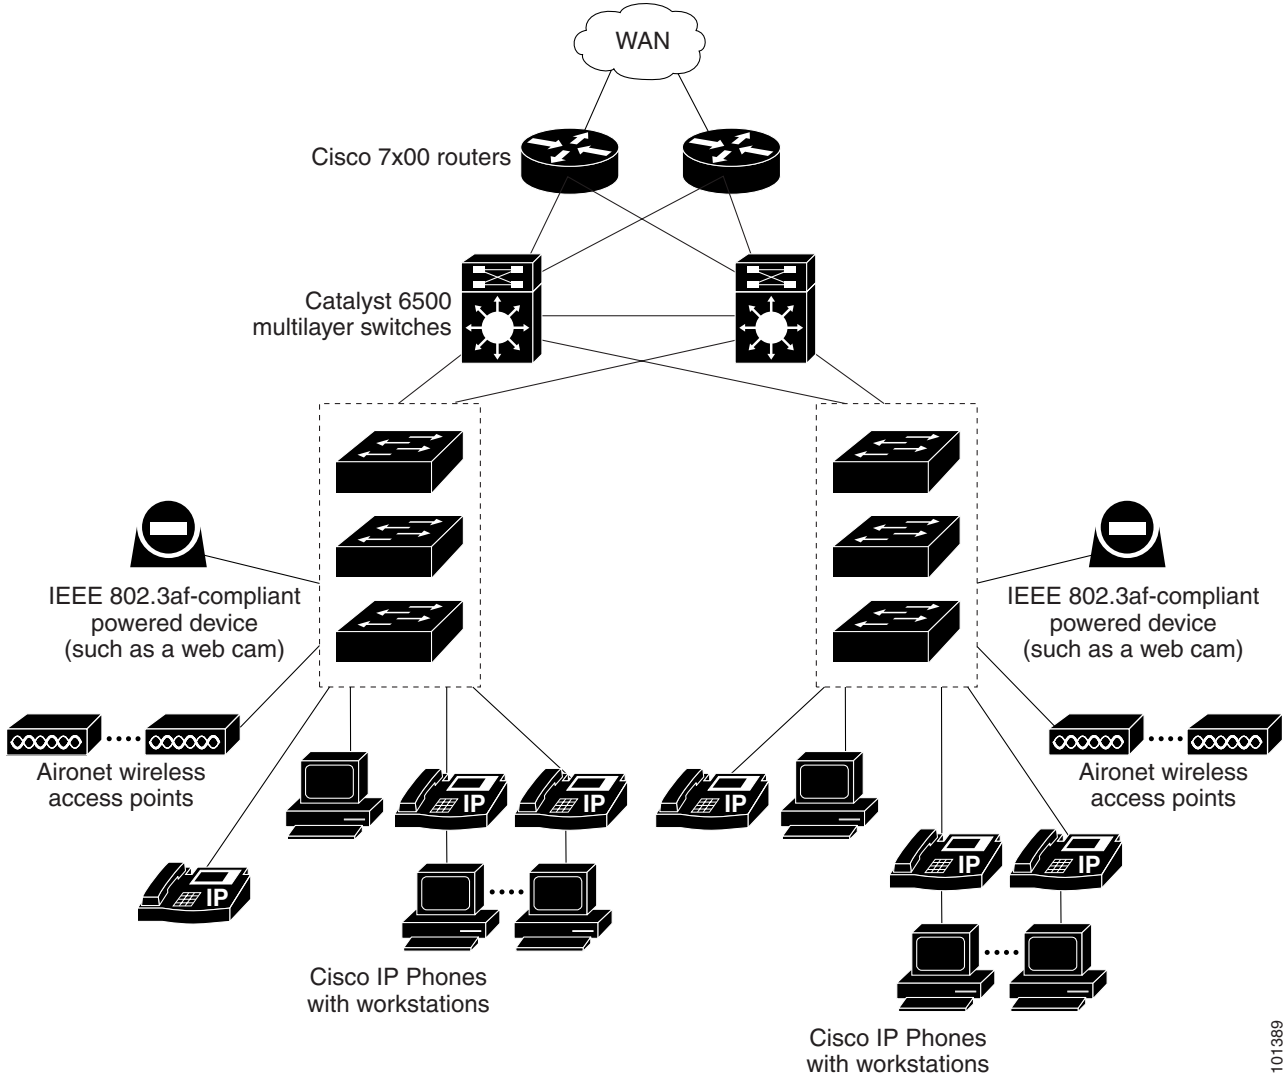 WAN
Cisco 7x00 routers
Catalyst 6500
multilayer switches
IEEE 802.3af-compliant
powered device
(such as a web cam)
IEEE 802.3af-compliant
powered device
(such as a web cam)
Aironet wireless
access points
Aironet wireless
access points
IP
IP
IP
IP
IP
IP
Cisco IP Phones
with workstations
Cisco IP Phones
with workstations
101389